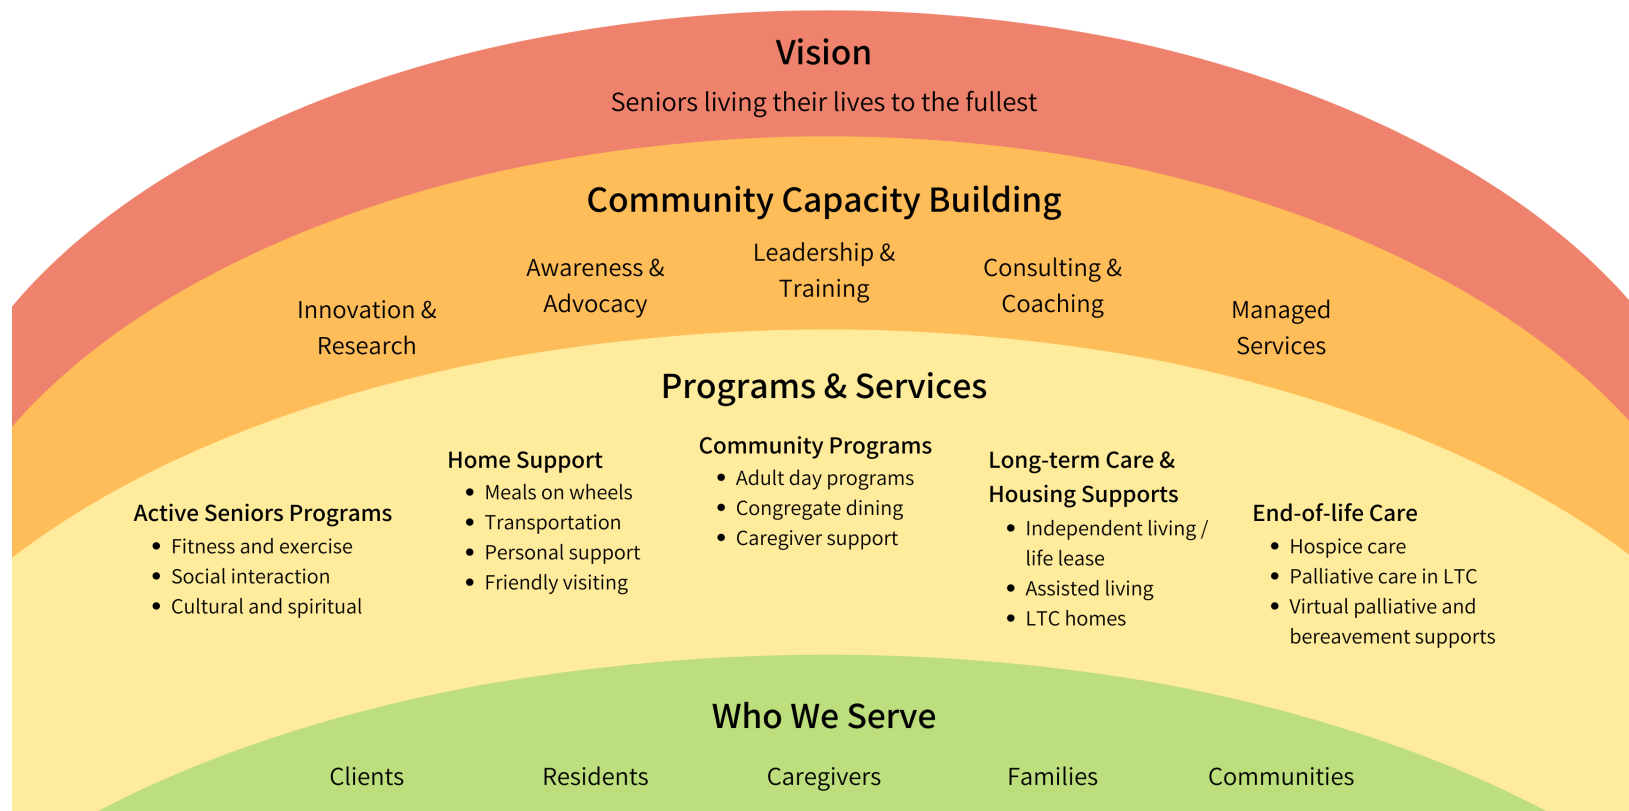 Vision
Seniors living their lives to the fullest
Community Capacity Building
Innovation &
Research
Awareness &
Advocacy
Leadership &
Training
Consulting &
Coaching
Managed
Services
Programs & Services
Active Seniors Programs
• Fitness and exercise
• Social interaction
• Cultural and spiritual
Home Support
• Meals on wheels
• Transportation
• Personal support
• Friendly visiting
Community Programs
• Adult day programs
• Congregate dining
• Caregiver support
Long-term Care &
Housing Supports
• Independent living /
life lease
• Assisted living
• LTC homes
End-of-life Care
• Hospice care
• Palliative care in LTC
• Virtual palliative and
bereavement supports
Who We Serve
Clients
Residents
Caregivers
Families
Communities